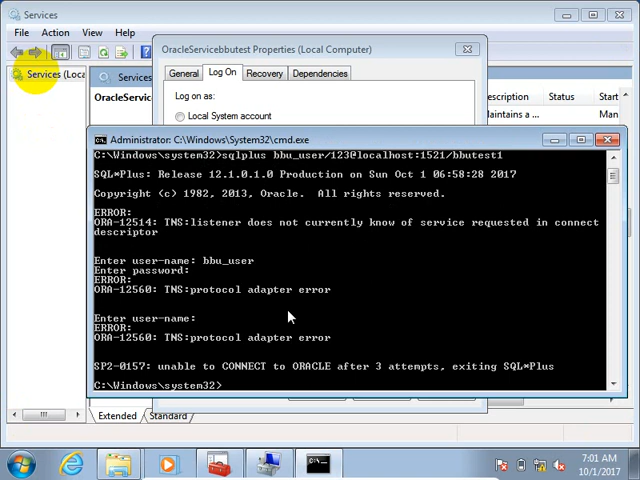 Services
File Action View Help
OracleServicebbutest Properties (Local Computer)
Services (Loca
Services
General Log On Recovery Dependencies
OracleServic
Log on as:
Local System account
escription Status Start
aintains a ... Man
Administrator: C:\Windows\System32\cmd.exe
C:\Windows\system32>sqlplus bbu_user/123@localhost:1521/bbutest1
SQL*Plus: Release 12.1.0.1.0 Production on Sun Oct 1 06:58:28 2017
Copyright (c) 1982, 2013, Oracle. All rights reserved.
ERROR:
ORA-12514: TNS:listener does not currently know of service requested in connect
descriptor
Enter user-name: bbu_user
Enter password:
ERROR:
ORA-12560: TNS:protocol adapter error
Enter user-name:
ERROR:
ORA-12560: TNS:protocol adapter error
SP2-0157: unable to CONNECT to ORACLE after 3 attempts, exiting SQL*Plus
C:\Windows\system32>
Extended Standard
7:01 AM
10/1/2017